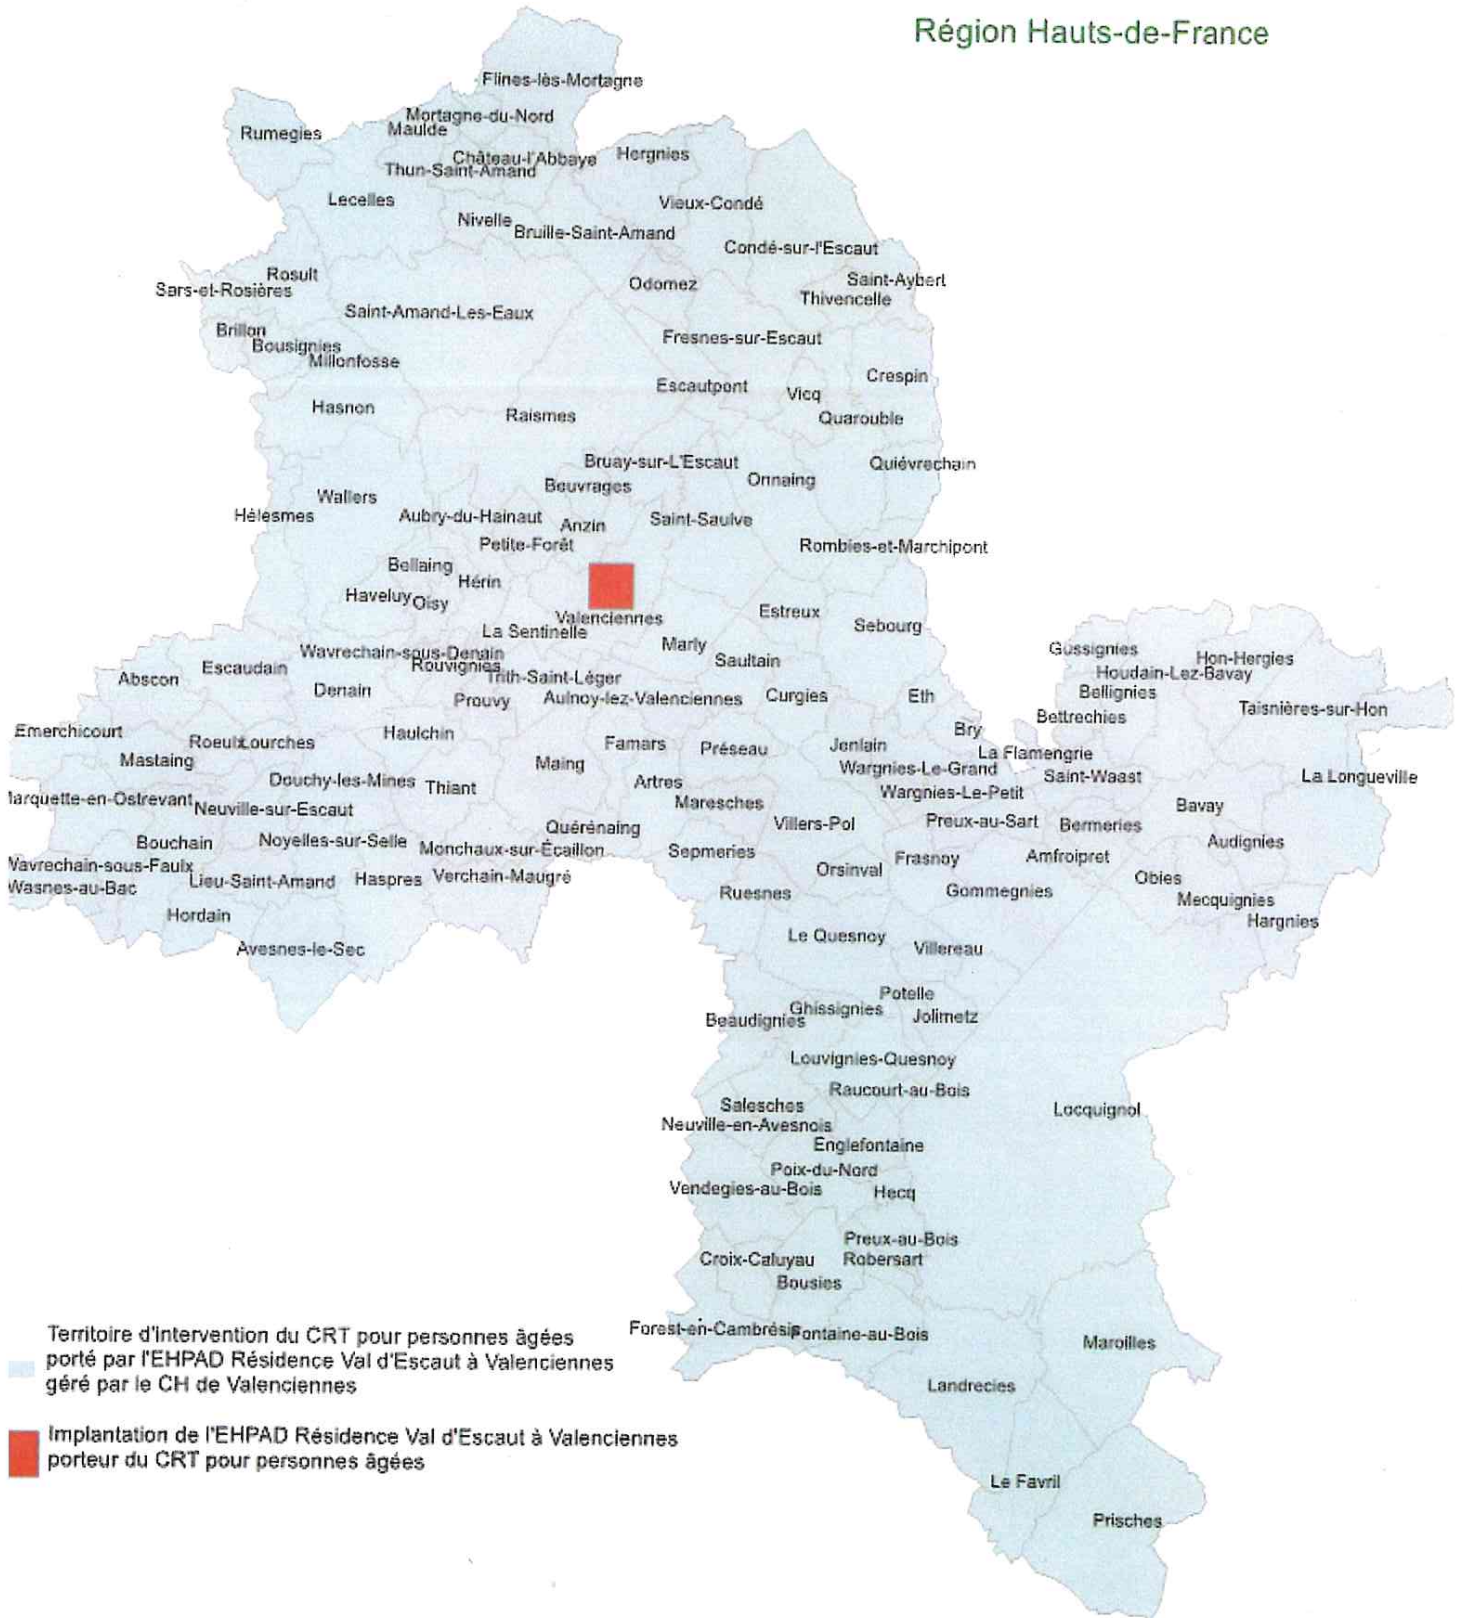 Région Hauts-de-France
Flines-lès-Mortagne
Mortagne-du-Nord
Maulde
Rumegies
Château-l'Abbaye
Hergnies
Thun-Saint-Amand
Lecelles
Vieux-Condé
Nivelle
Bruille-Saint-Amand
Condé-sur-l'Escaut
Rosult
Saint-Aybert
Sars-et-Rosières
Odomez
Thivencelle
Saint-Amand-Les-Eaux
Brillon
Fresnes-sur-Escaut
Bousignies
Millonfosse
Crespin
Escautpont
Vicq
Hasnon
Raismes
Quarouble
Bruay-sur-L'Escaut
Quiévrechain
Onnaing
Beuvrages
Wallers
Hélesmes
Aubry-du-Hainaut
Anzin
Saint-Saulve
Petite-Forêt
Rombies-et-Marchipont
Bellaing
Hérin
Haveluy
Oisy
Estreux
Valenciennes
Sebourg
La Sentinelle
Marly
Gussignies
Wavrechain-sous-Denain
Saultain
Hon-Hergies
Escaudain
Rouvignies
Houdain-Lez-Bavay
Abscon
Trith-Saint-Léger
Denain
Bellignies
Prouvy
Aulnoy-lez-Valenciennes
Curgies
Eth
Taisnières-sur-Hon
Bettrechies
Emerchicourt
Haulchin
Bry
Roeulx
Lourches
Famars
Préseau
Jenlain
La Flamengrie
Mastaing
Maing
Wargnies-Le-Grand
Saint-Waast
La Longueville
Douchy-les-Mines
Thiant
Artres
Wargnies-Le-Petit
Marquette-en-Ostrevant
Neuville-sur-Escaut
Maresches
Bavay
Villers-Pol
Preux-au-Sart
Bermeries
Quérénaing
Bouchain
Noyelles-sur-Selle
Monchaux-sur-Écaillon
Sepmeries
Audignies
Wavrechain-sous-Faulx
Frasnoy
Amfroipret
Wasnes-au-Bac
Lieu-Saint-Amand
Haspres
Verchain-Maugré
Orsinval
Obies
Ruesnes
Gommegnies
Mecquignies
Hordain
Hargnies
Avesnes-le-Sec
Le Quesnoy
Villereau
Potelle
Ghissignies
Beaudignies
Jolimetz
Louvignies-Quesnoy
Raucourt-au-Bois
Salesches
Locquignol
Neuville-en-Avesnois
Englefontaine
Poix-du-Nord
Vendegies-au-Bois
Hecq
Preux-au-Bois
Croix-Caluyau
Robersart
Bousies
Forest-en-Cambrésis
Fontaine-au-Bois
Maroilles
Landrecies
Le Favril
Prisches
Territoire d'Intervention du CRT pour personnes âgées
porté par l'EHPAD Résidence Val d'Escaut à Valenciennes
géré par le CH de Valenciennes
Implantation de l'EHPAD Résidence Val d'Escaut à Valenciennes
porteur du CRT pour personnes âgées